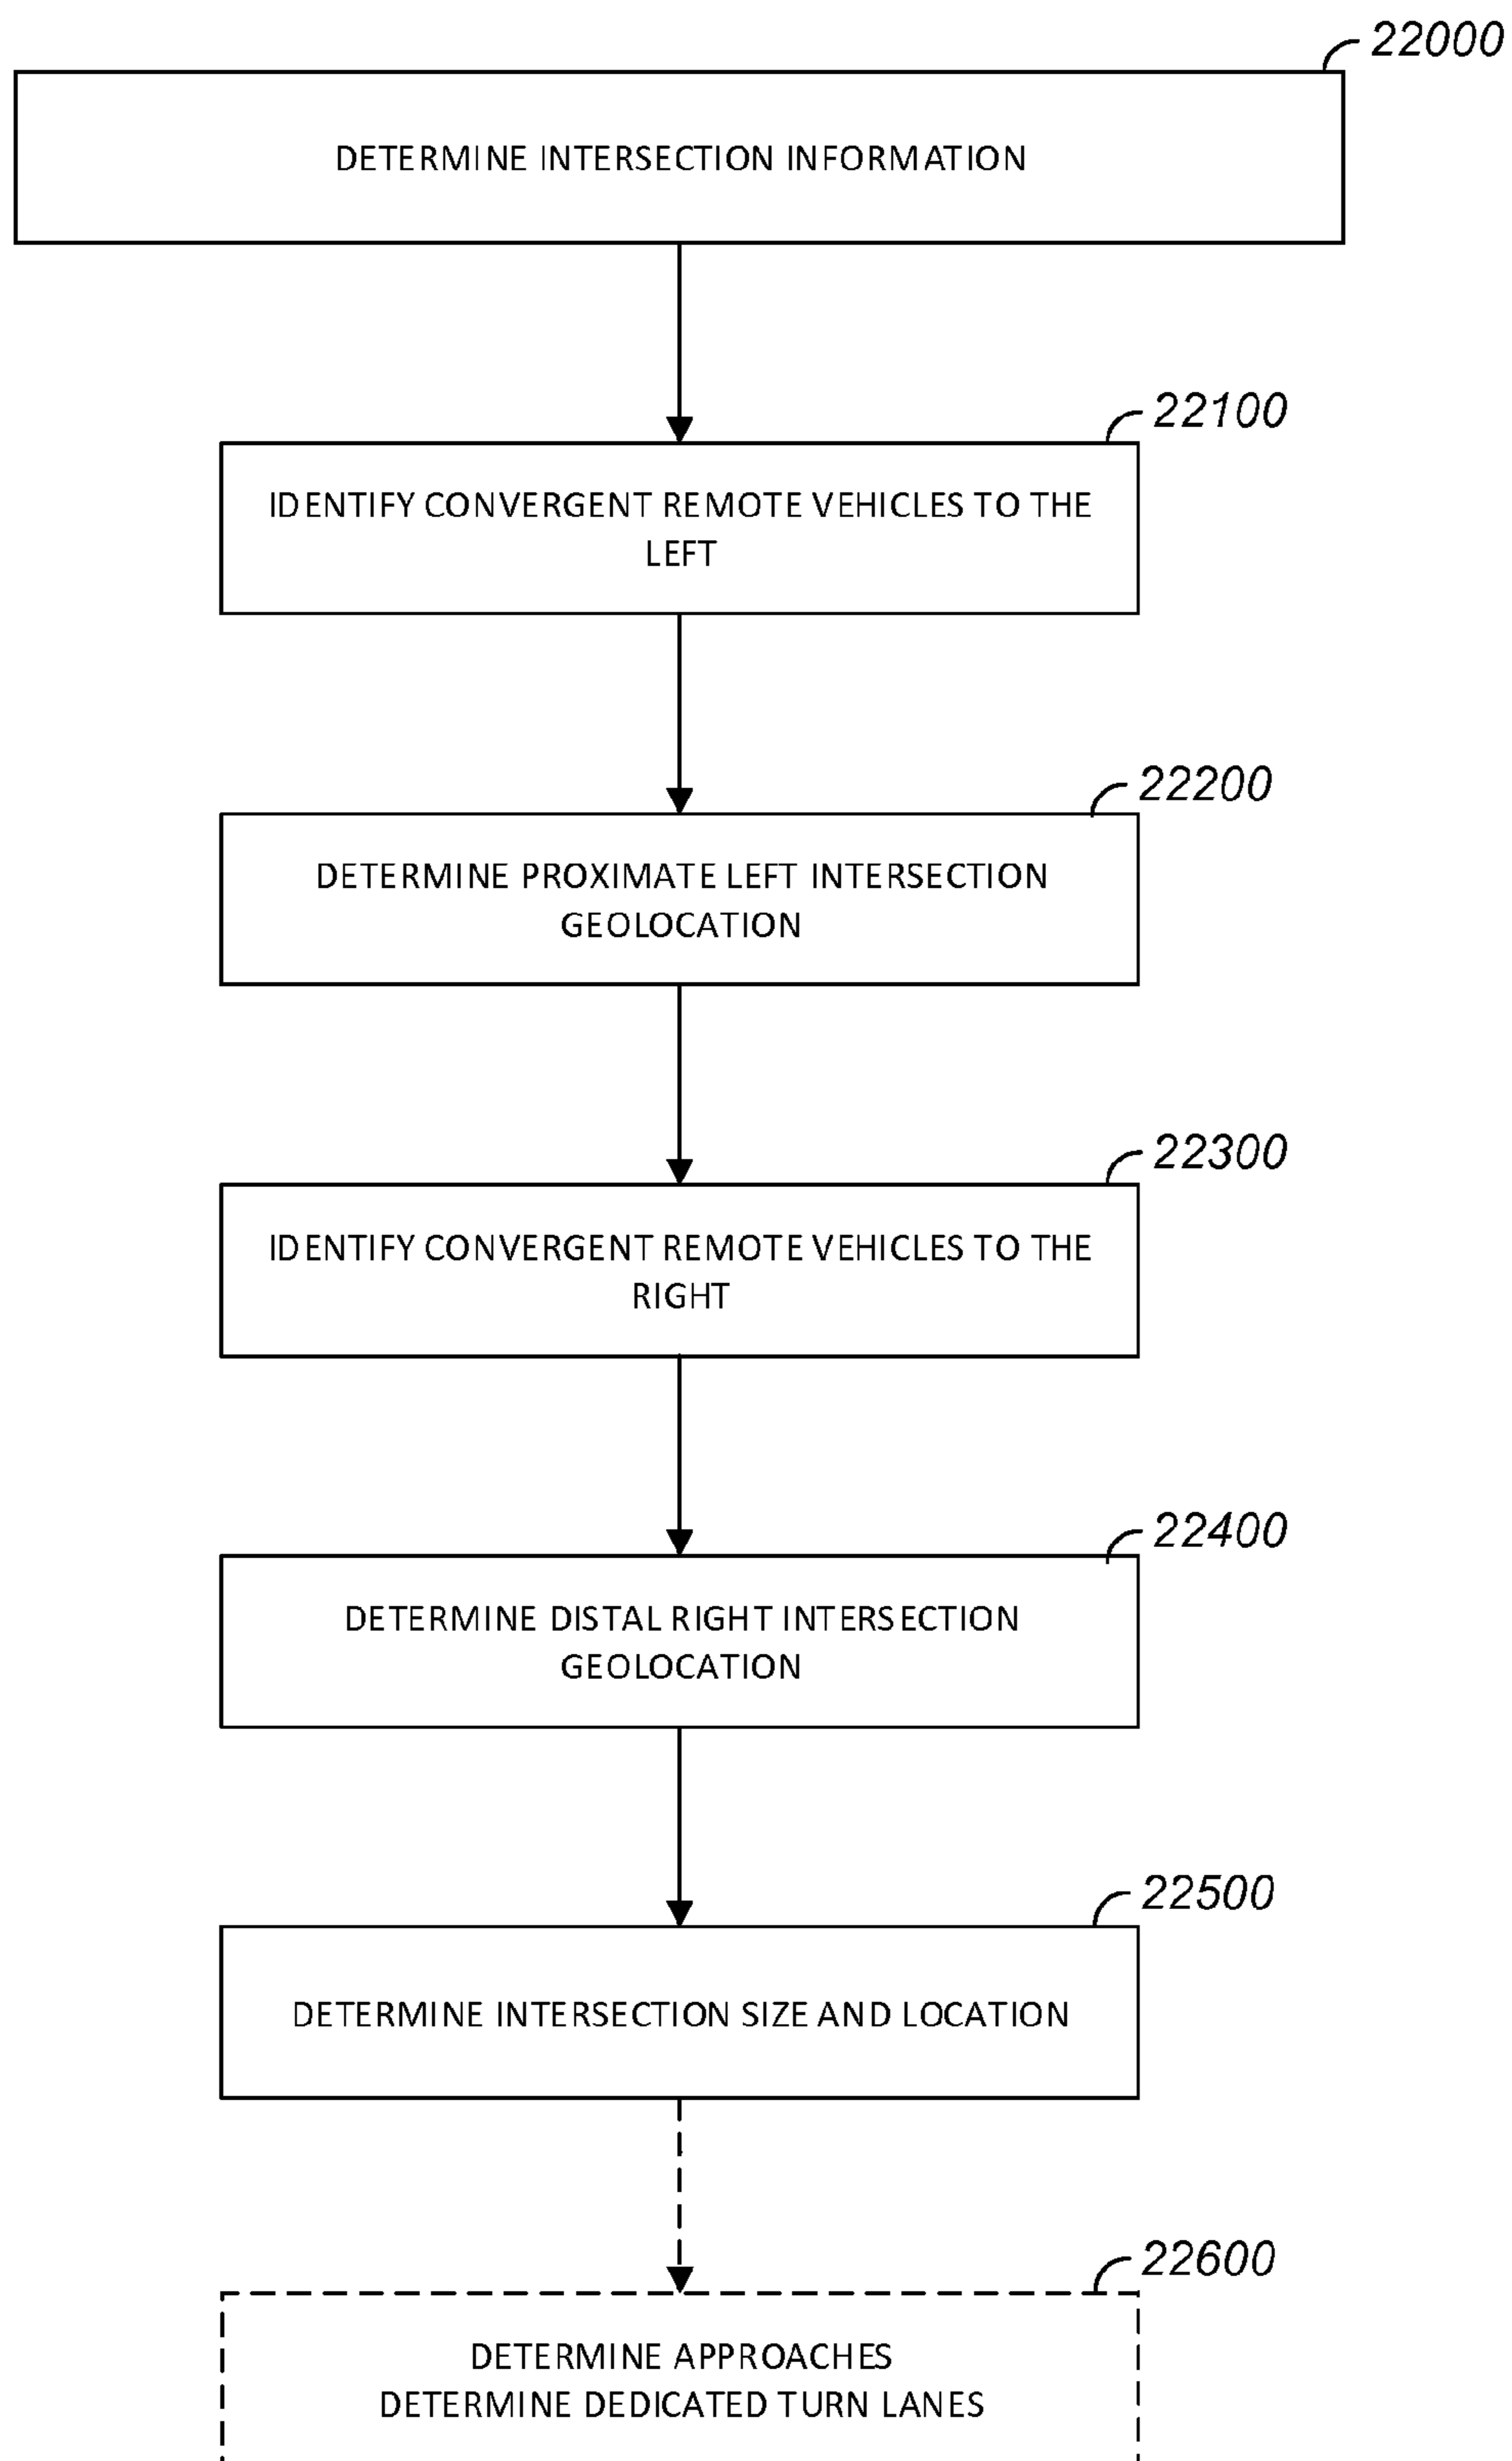 22000
DETERMINE INTERSECTION INFORMATION
22100
IDENTIFY CONVERGENT REMOTE VEHICLES TO THE
LEFT
22200
DETERMINE PROXIMATE LEFT INTERSECTION
GEOLOCATION
22300
IDENTIFY CONVERGENT REMOTE VEHICLES TO THE
RIGHT
22400
DETERMINE DISTAL RIGHT INTERSECTION
GEOLOCATION
22500
DETERMINE INTERSECTION SIZE AND LOCATION
22600
DETERMINE APPROACHES
DETERMINE DEDICATED TURN LANES